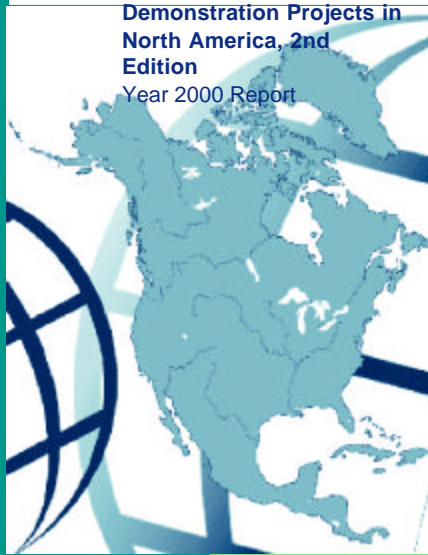 Demonstration Projects in
North America, 2nd
Edition
Year 2000 Report